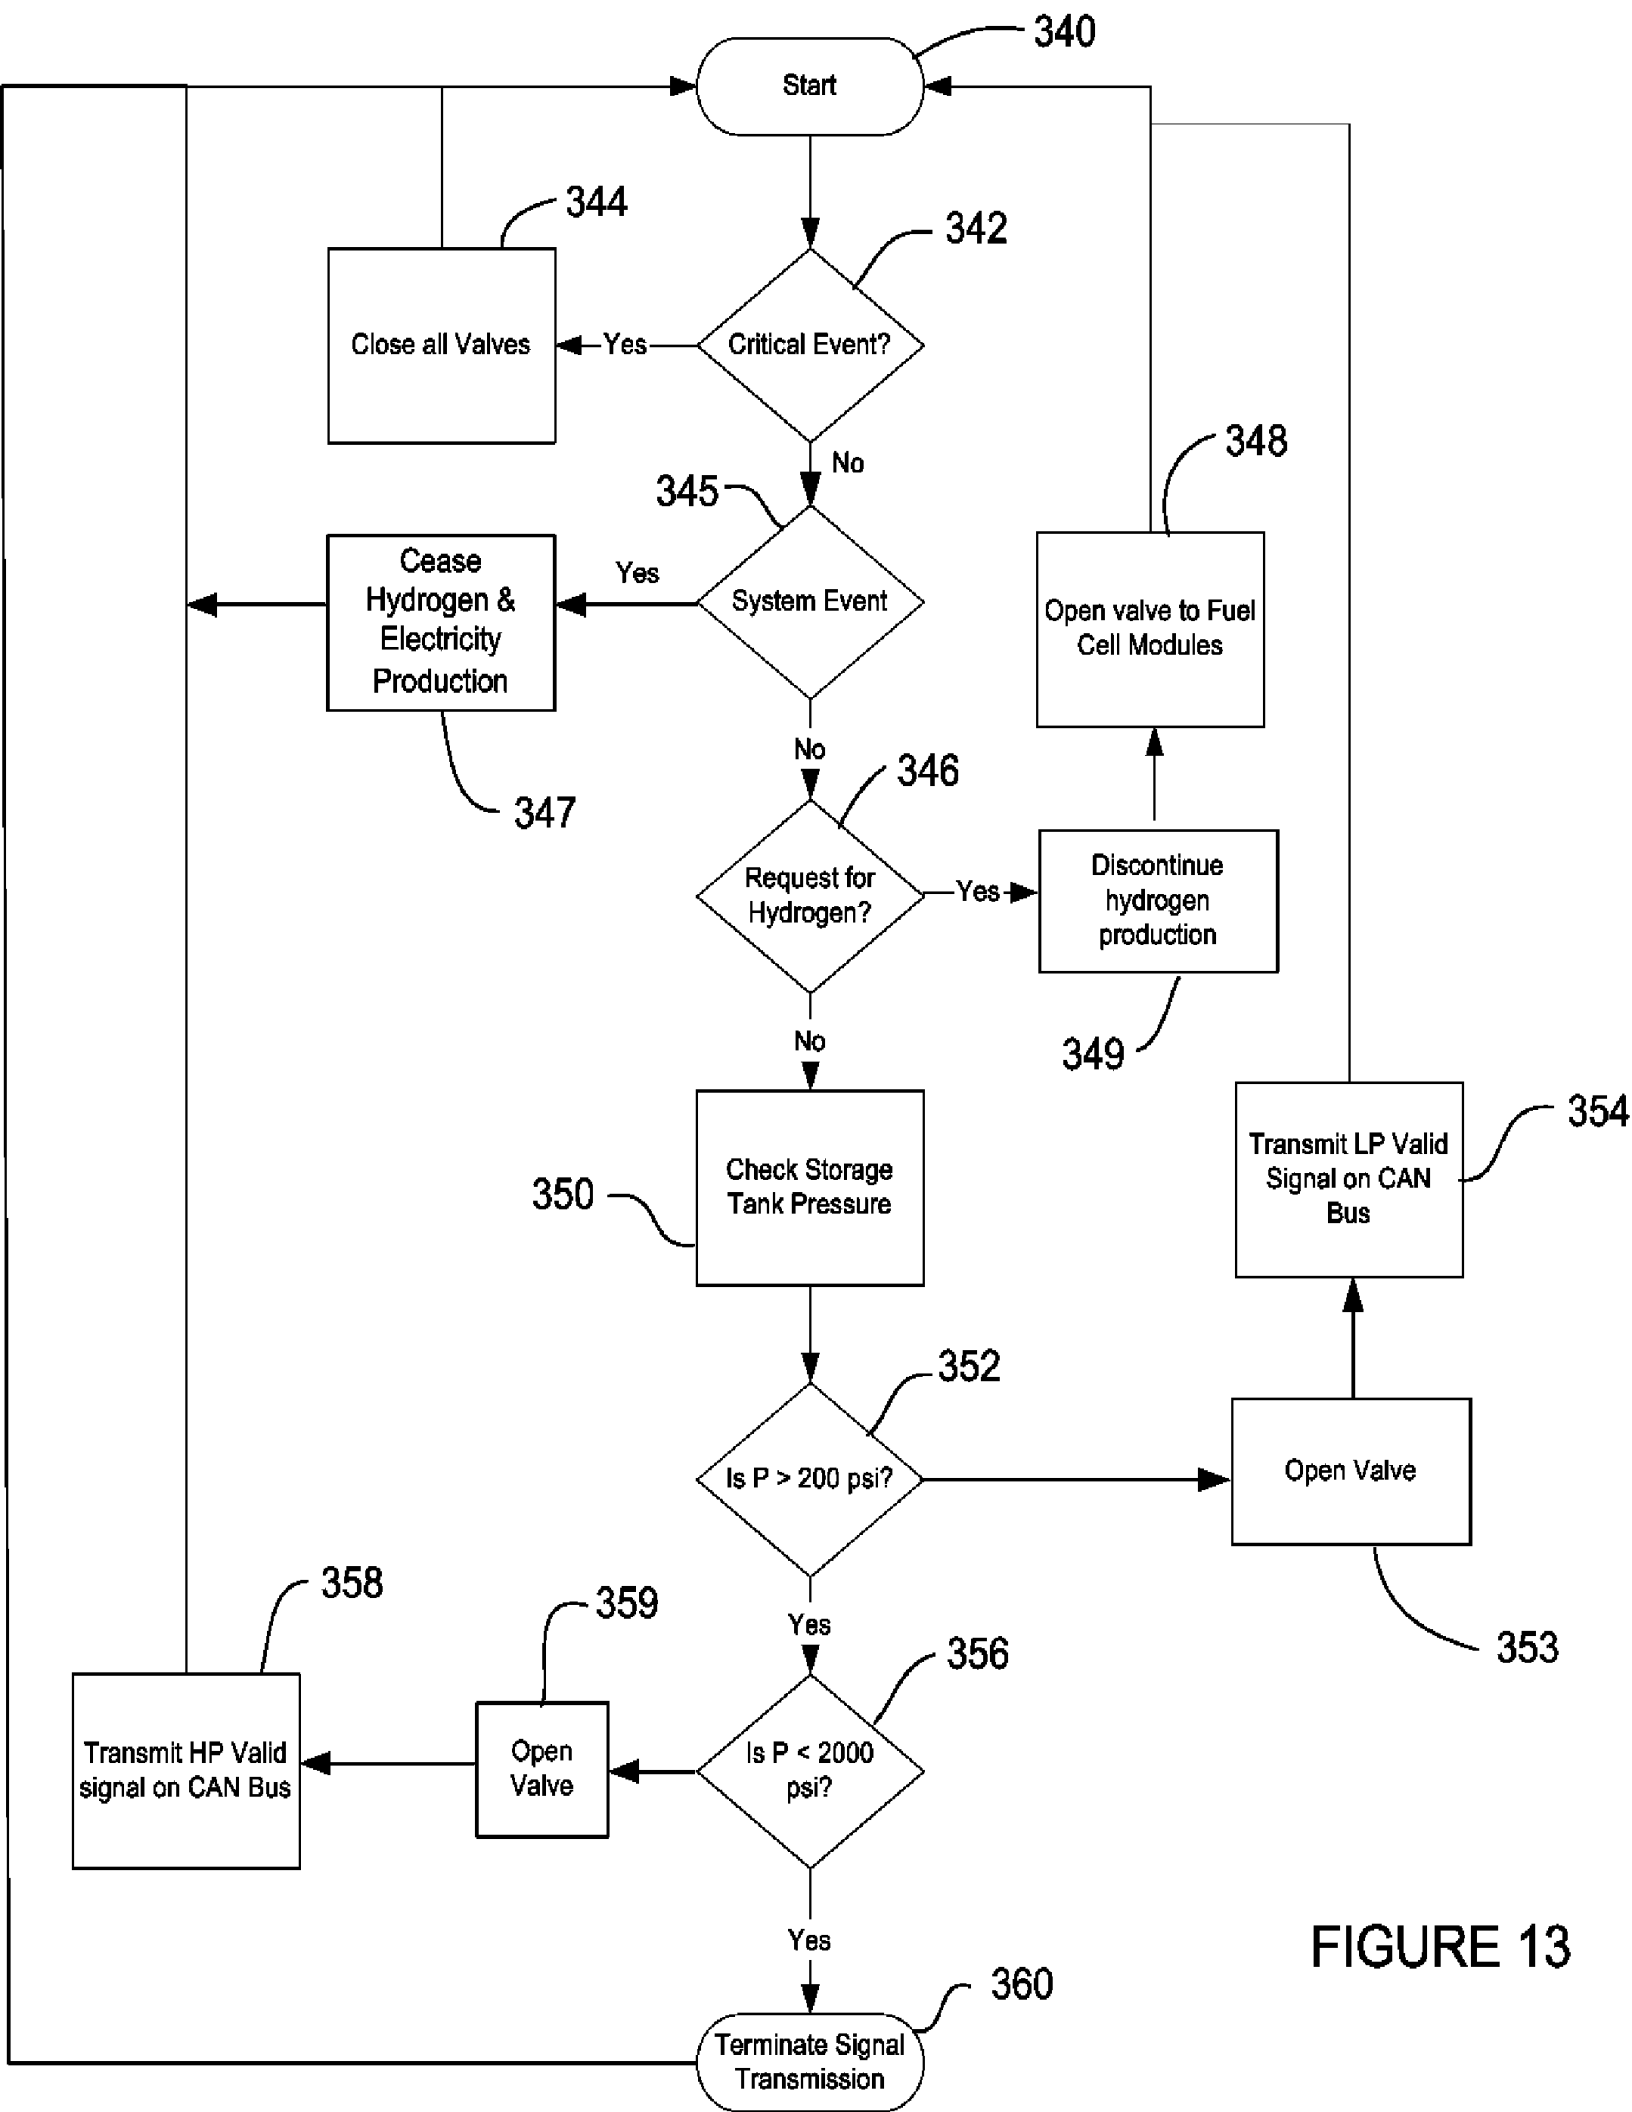 340
Start
344
342
Close all Valves
Yes
Critical Event?
No
348
345
Cease
Hydrogen &
Electricity
Production
Yes
System Event
Open valve to Fuel
Cell Modules
347
No
346
Request for
Hydrogen?
Yes
Discontinue
hydrogen
production
349
No
350
Check Storage
Tank Pressure
Transmit LP Valid
Signal on CAN
Bus
354
352
Is P > 200 psi?
Open Valve
353
Yes
358
359
356
Transmit HP Valid
signal on CAN Bus
Open
Valve
Is P < 2000
psi?
Yes
360
Terminate Signal
Transmission
FIGURE 13